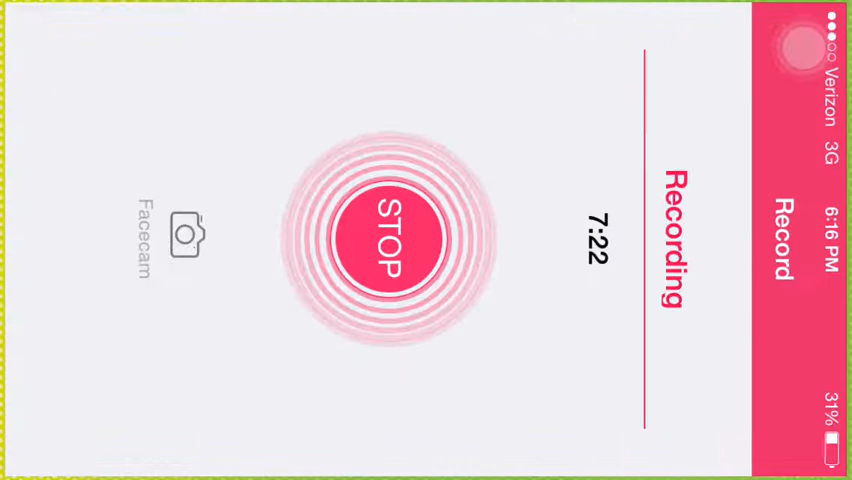 Verizon 3G 6:16 PM 31%
Record
Recording
7:22
STOP
Facecam